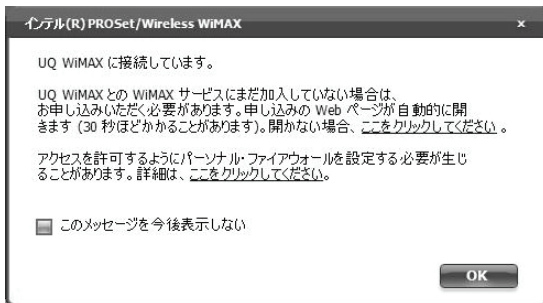 インテル(R) PROSet/Wireless WiMAX
UQ WiMAX に接続しています。
UQ WiMAX との WiMAX サービスにまだ加入していない場合は、
お申し込みいただく必要があります。申し込みの Web ページが自動的に開
きます (30 秒ほどかかることがあります)。開かない場合、ここをクリックしてください 。
アクセスを許可するようにパーソナル・ファイアウォールを設定する必要が生じ
ることがあります。詳細は、ここをクリックしてください。
このメッセージを今後表示しない
OK